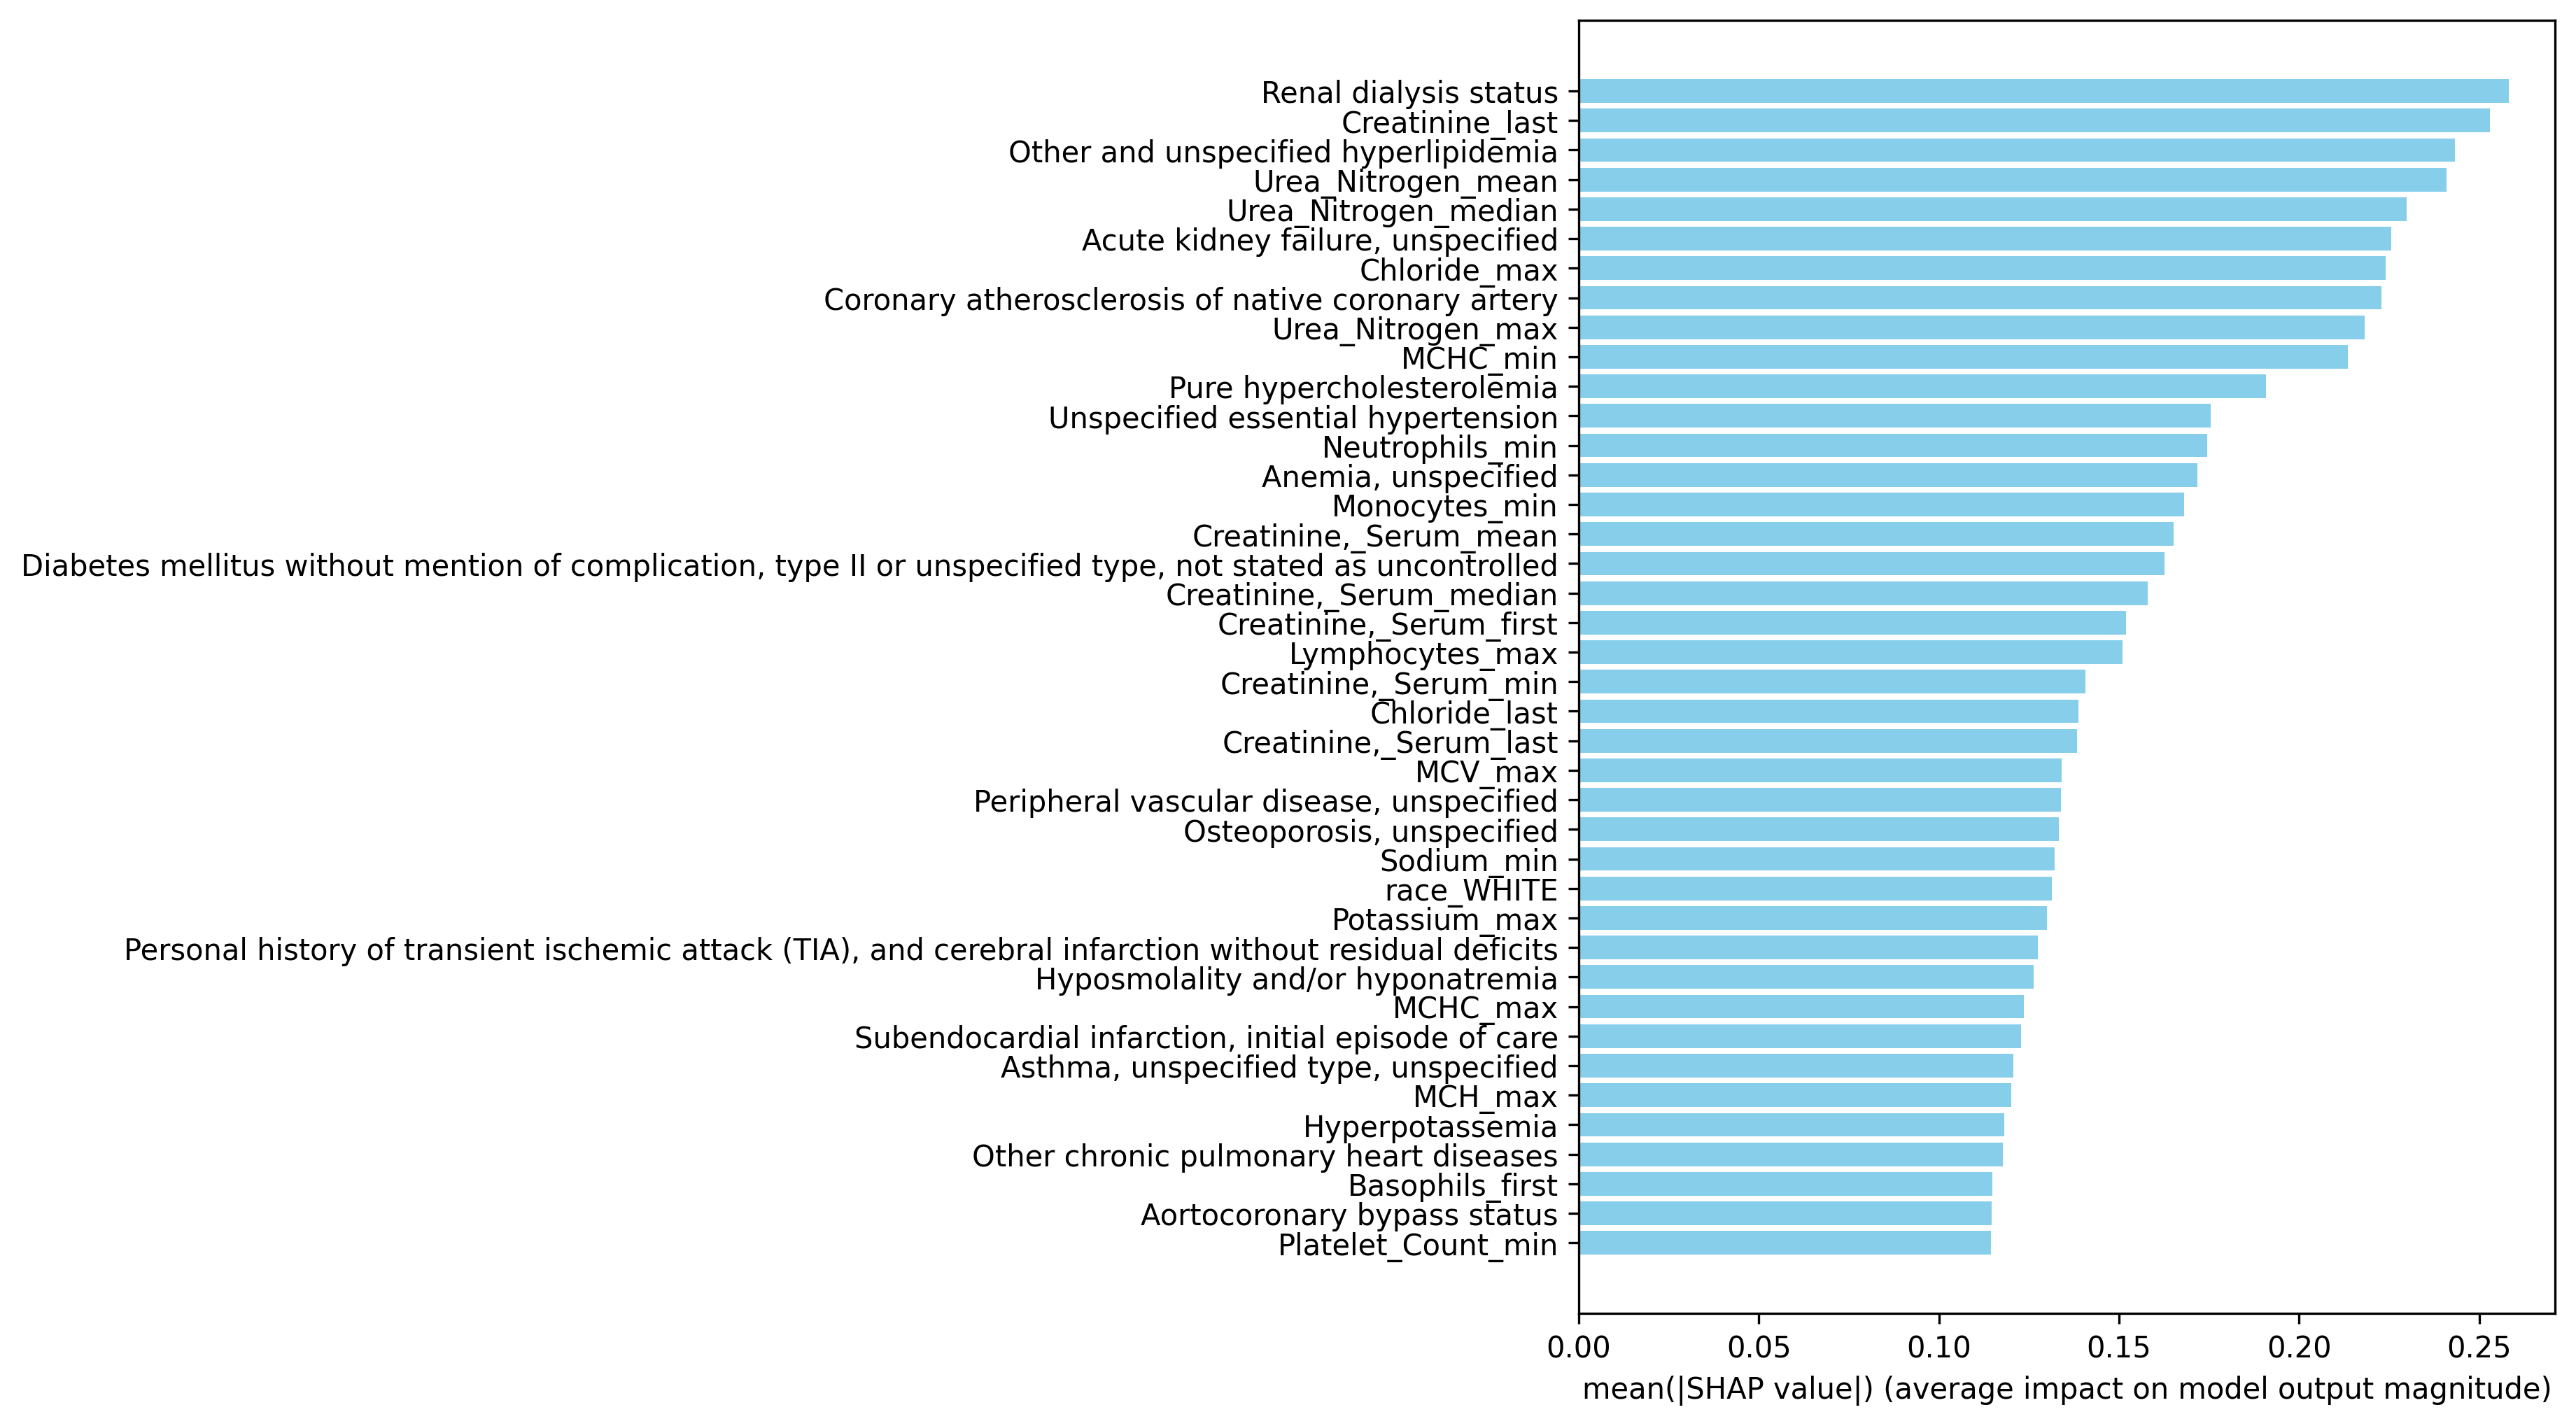 Renal dialysis status
Creatinine_last
Other and unspecified hyperlipidemia
Urea_Nitrogen_mean
Urea_Nitrogen_median
Acute kidney failure, unspecified
Chloride_max
Coronary atherosclerosis of native coronary artery
Urea_Nitrogen_max
MCHC_min
Pure hypercholesterolemia
Unspecified essential hypertension
Neutrophils_min
Anemia, unspecified
Monocytes_min
Creatinine,_Serum_mean
Diabetes mellitus without mention of complication, type II or unspecified type, not stated as uncontrolled
Creatinine,_Serum_median
Creatinine,_Serum_first
Lymphocytes_max
Creatinine,_Serum_min
Chloride_last
Creatinine,_Serum_last
MCV_max
Peripheral vascular disease, unspecified
Osteoporosis, unspecified
Sodium_min
race_WHITE
Potassium_max
Personal history of transient ischemic attack (TIA), and cerebral infarction without residual deficits
Hyposmolality and/or hyponatremia
MCHC_max
Subendocardial infarction, initial episode of care
Asthma, unspecified type, unspecified
MCH_max
Hyperpotassemia
Other chronic pulmonary heart diseases
Basophils_first
Aortocoronary bypass status
Platelet_Count_min
0.00 0.05 0.10 0.15 0.20 0.25
mean(|SHAP value|) (average impact on model output magnitude)